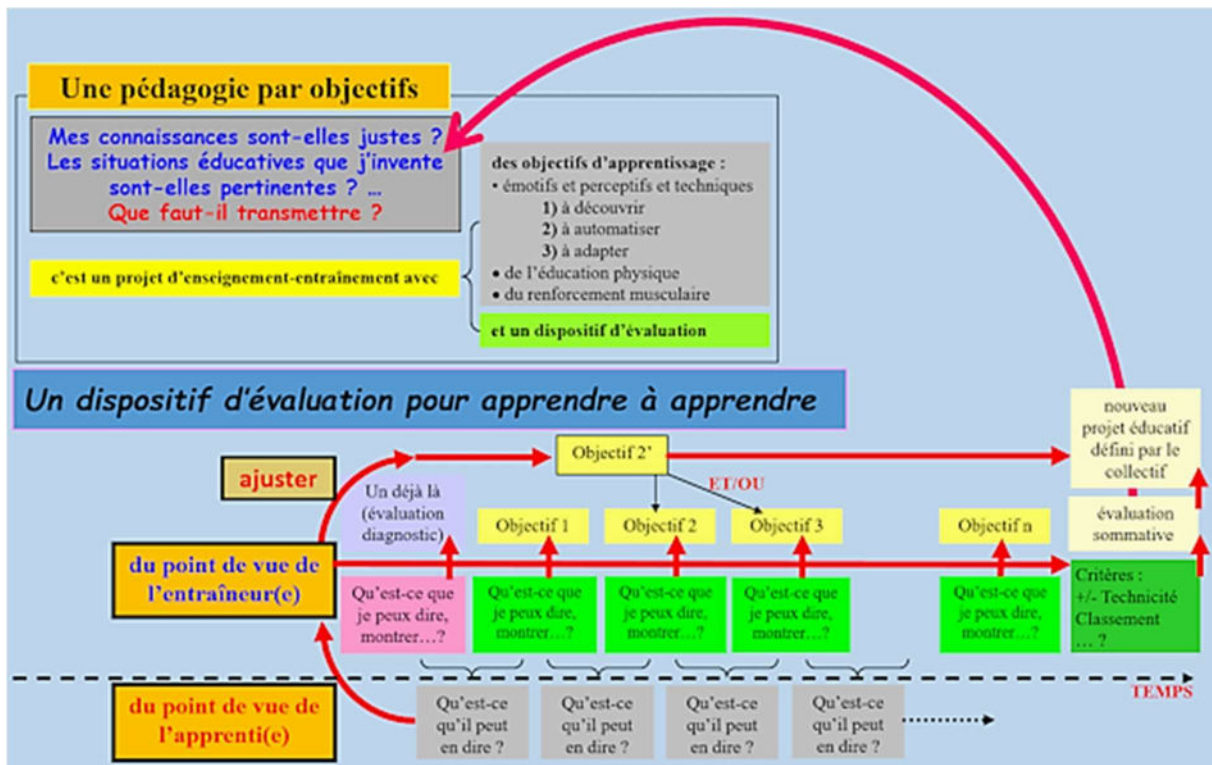 Une pédagogie par objectifs
Mes connaissances sont-elles justes ?
Les situations éducatives que j'invente
sont-elles pertinentes ? ...
Que faut-il transmettre ?
des objectifs d'apprentissage :
• émotifs et perceptifs et techniques
1) à découvrir
2) à automatiser
3) à adapter
• de l'éducation physique
• du renforcement musculaire
c'est un projet d'enseignement-entraînement avec
et un dispositif d'évaluation
Un dispositif d'évaluation pour apprendre à apprendre
nouveau
projet éducatif
défini par le
collectif
Objectif 2'
ajuster
ET/OU
Un déjà là
(évaluation
diagnostic)
Objectif 1
Objectif 2
Objectif 3
Objectif n
évaluation
sommative
du point de vue de
l'entraîneur(e)
Qu'est-ce que
je peux dire,
montrer…?
Qu'est-ce que
je peux dire,
montrer…?
Qu'est-ce que
je peux dire,
montrer…?
Qu'est-ce que
je peux dire,
montrer…?
Qu'est-ce que
je peux dire,
montrer…?
Critères :
+/- Technicité
Classement
… ?
TEMPS
du point de vue de
l'apprenti(e)
Qu'est-ce
qu'il peut
en dire ?
Qu'est-ce
qu'il peut
en dire ?
Qu'est-ce
qu'il peut
en dire ?
Qu'est-ce
qu'il peut
en dire ?